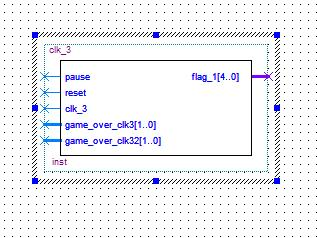 clk_3
pause flag_1[4..0]
reset
clk_3
game_over_clk3[1..0]
game_over_clk32[1..0]
inst